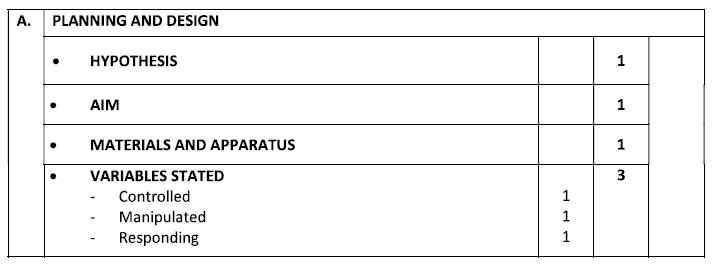 A. PLANNING AND DESIGN
• HYPOTHESIS 1
• AIM 1
• MATERIALS AND APPARATUS 1
• VARIABLES STATED 3
- Controlled 1
- Manipulated 1
- Responding 1